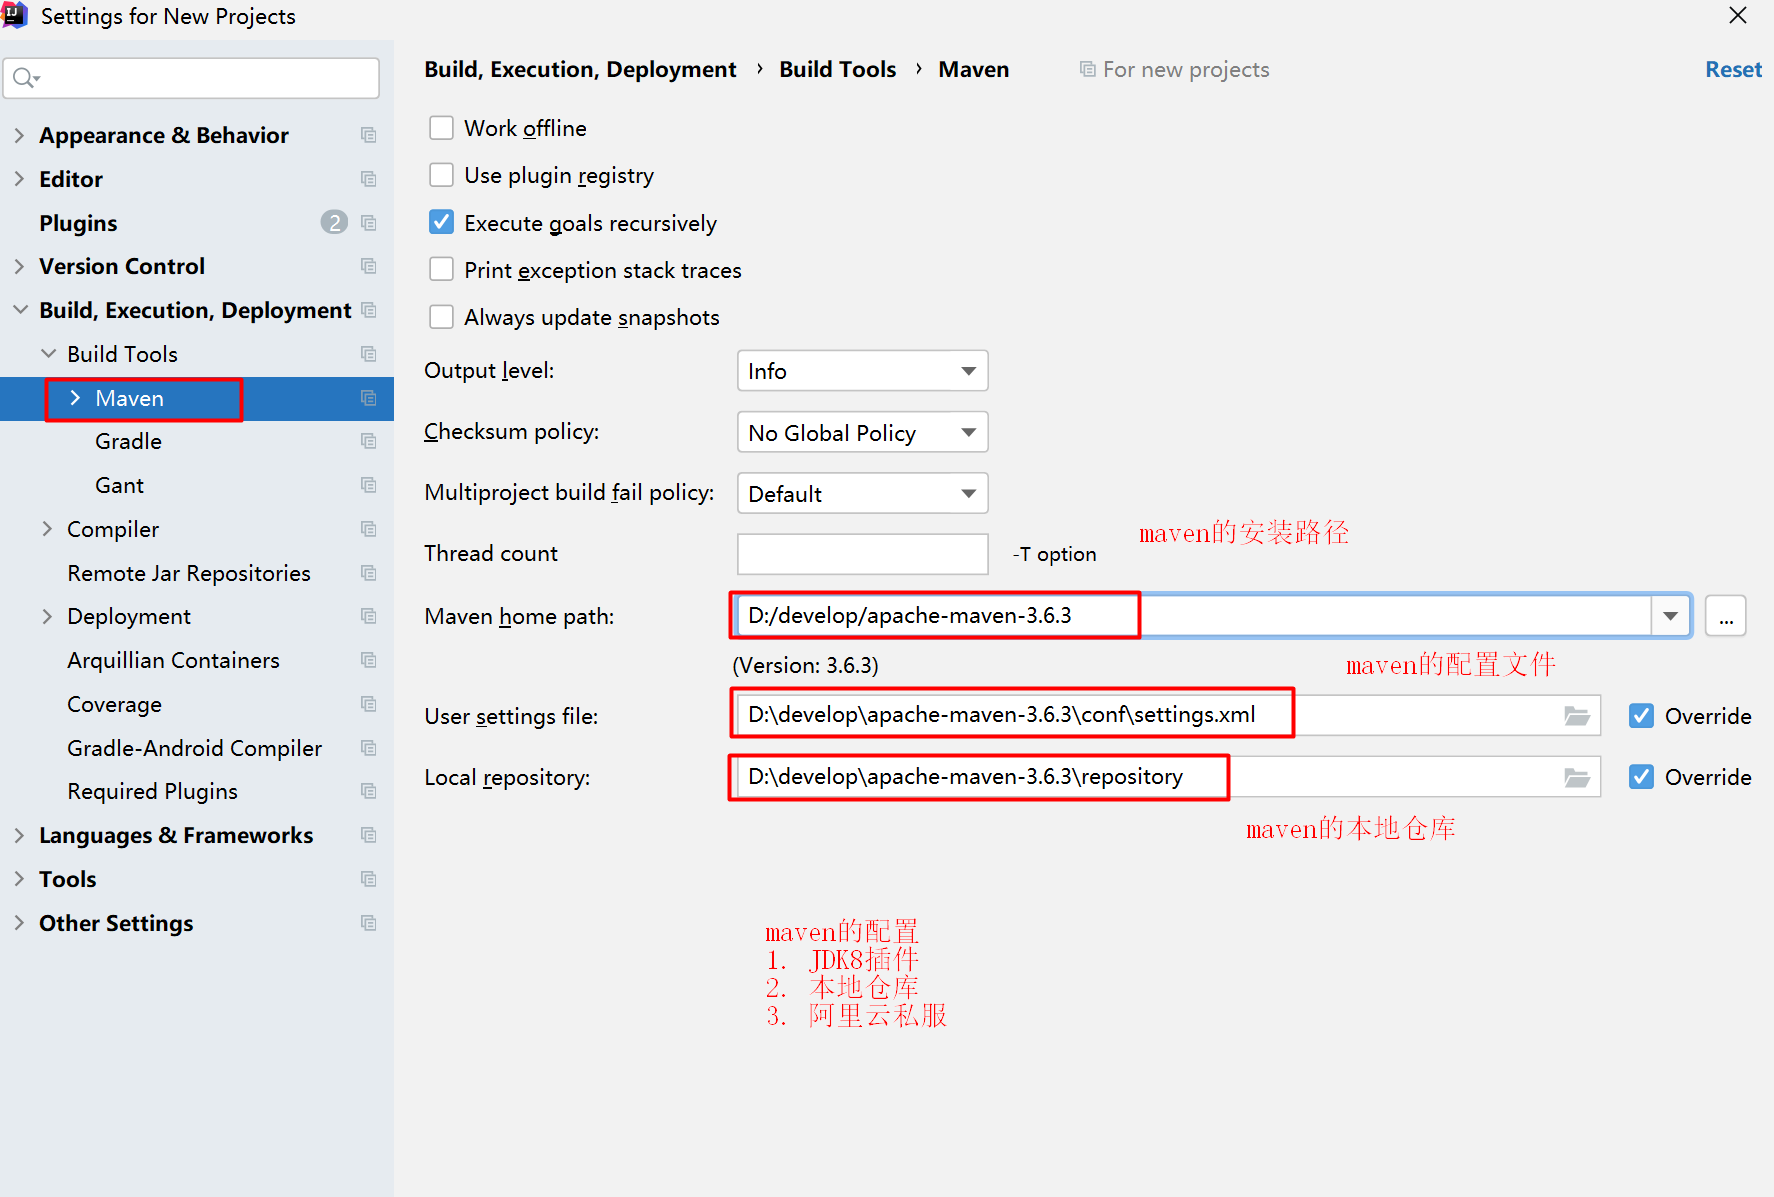 Settings for New Projects
Build, Execution, Deployment › Build Tools › Maven For new projects Reset
Appearance & Behavior
Editor
Plugins 2
Version Control
Build, Execution, Deployment
Build Tools
Maven
Gradle
Gant
Compiler
Remote Jar Repositories
Deployment
Arquillian Containers
Coverage
Gradle-Android Compiler
Required Plugins
Languages & Frameworks
Tools
Other Settings
Work offline
Use plugin registry
Execute goals recursively
Print exception stack traces
Always update snapshots
Output level: Info
Checksum policy: No Global Policy
Multiproject build fail policy: Default
Thread count -T option
maven的安装路径
Maven home path: D:/develop/apache-maven-3.6.3 ...
(Version: 3.6.3)
maven的配置文件
User settings file: D:\develop\apache-maven-3.6.3\conf\settings.xml Override
Local repository: D:\develop\apache-maven-3.6.3\repository Override
maven的本地仓库
maven的配置
1. JDK8插件
2. 本地仓库
3. 阿里云私服